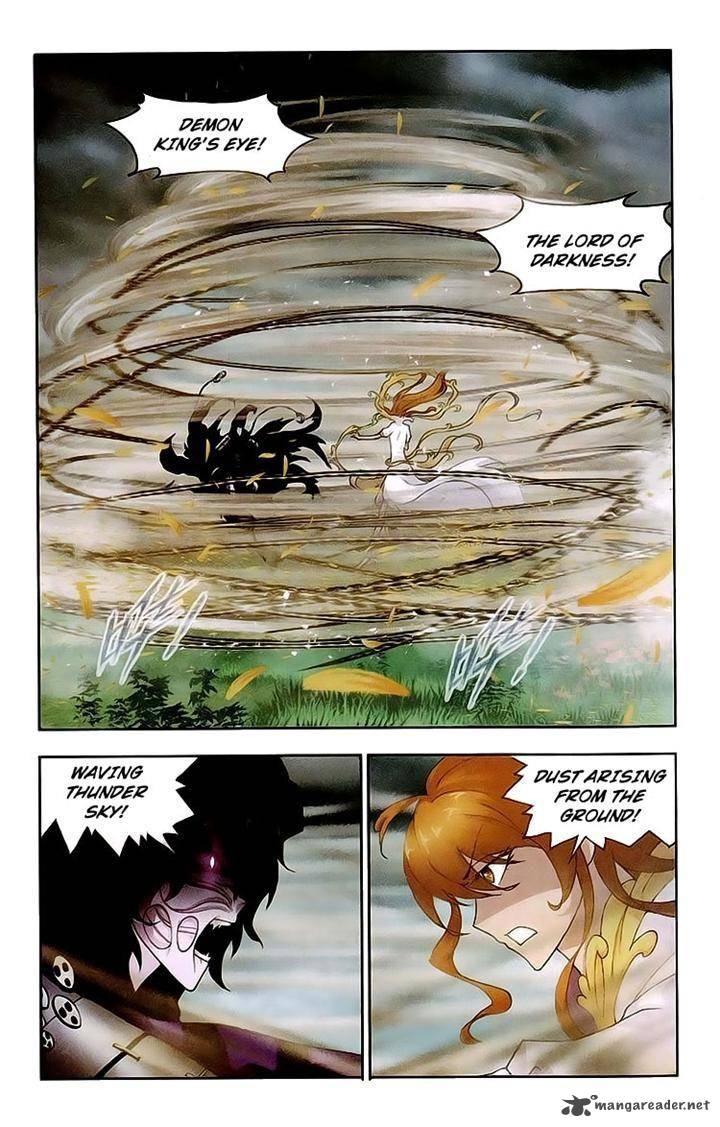 DEMON
KING'S EYE!
THE LORD OF
DARKNESS!
WAVING
THUNDER
SKY!
DUST ARISING
FROM THE
GROUND!
mangareader.net